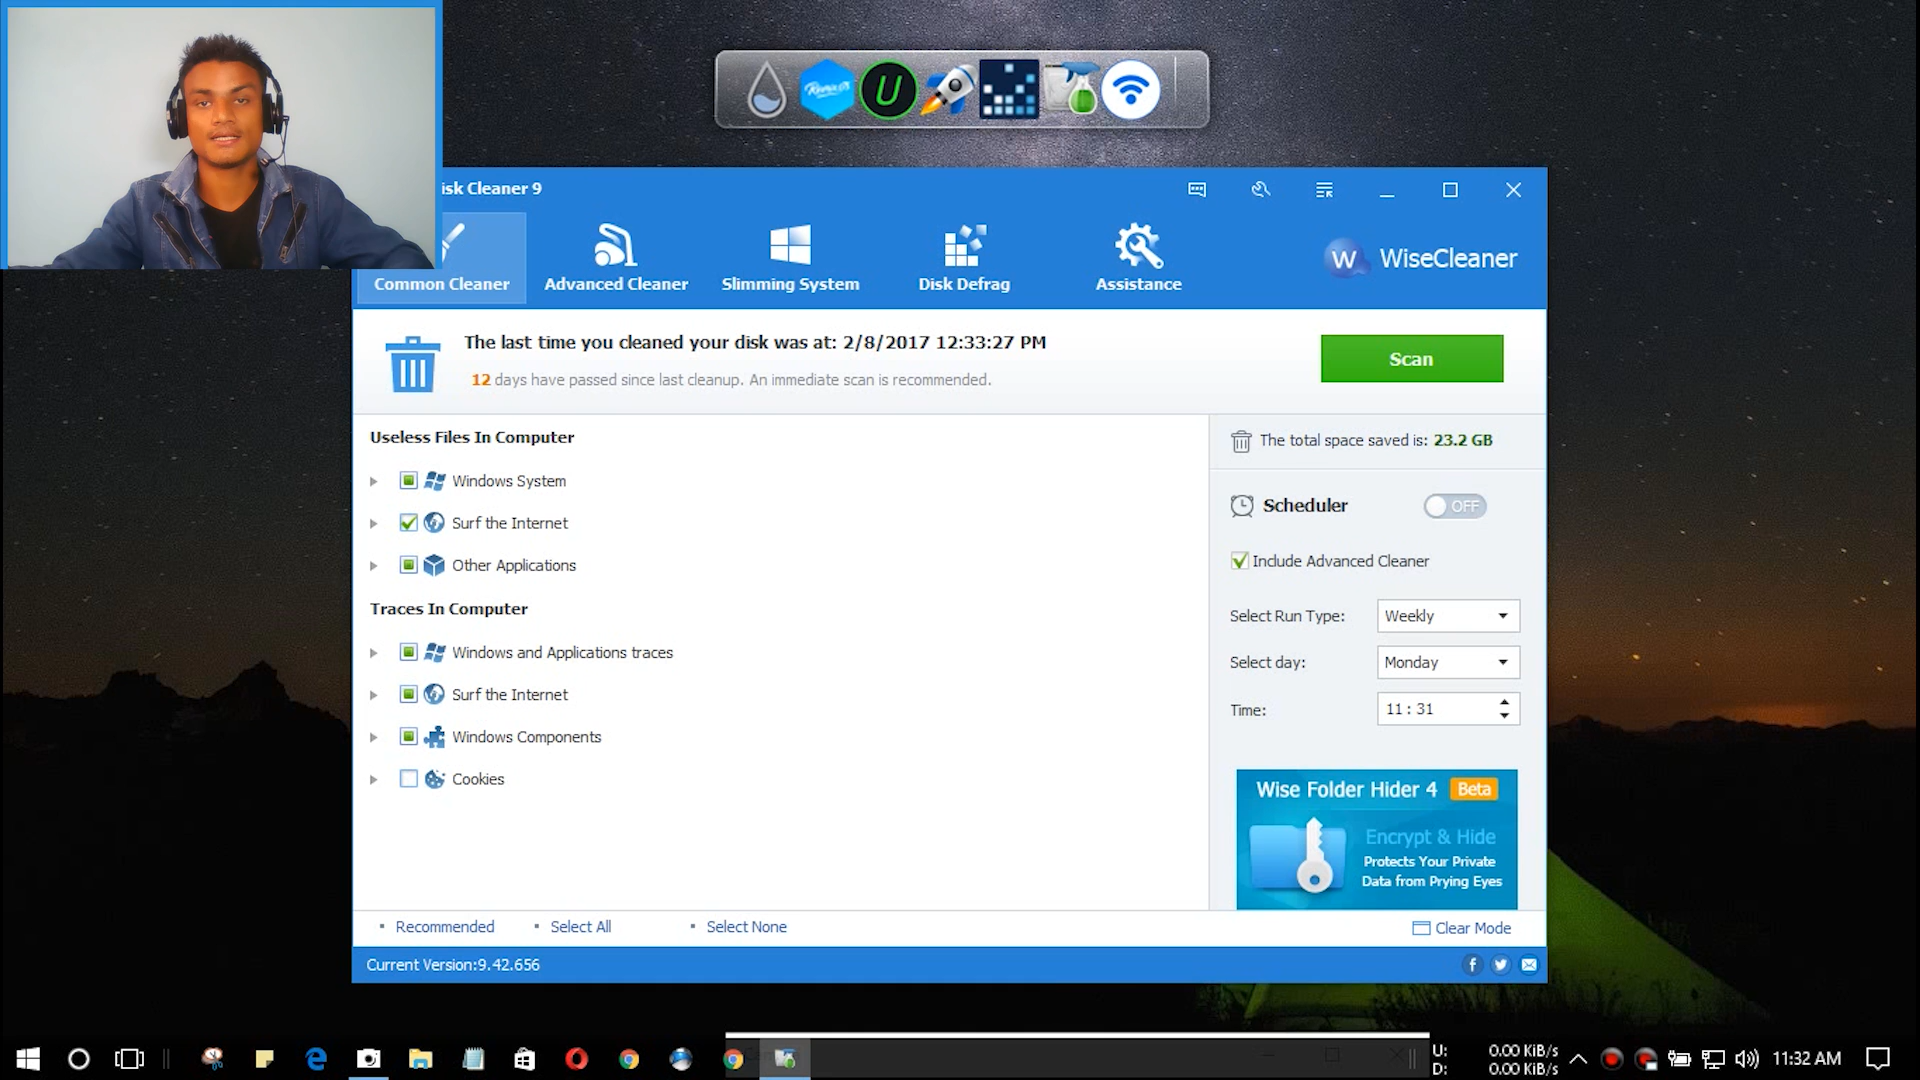 U
isk Cleaner 9
Common Cleaner
Advanced Cleaner
Slimming System
Disk Defrag
Assistance
W WiseCleaner
The last time you cleaned your disk was at: 2/8/2017 12:33:27 PM
12 days have passed since last cleanup. An immediate scan is recommended.
Scan
Useless Files In Computer
Windows System
Surf the Internet
Other Applications
Traces In Computer
Windows and Applications traces
Surf the Internet
Windows Components
Cookies
The total space saved is: 23.2 GB
Scheduler OFF
Include Advanced Cleaner
Select Run Type: Weekly
Select day: Monday
Time: 11 : 31
Wise Folder Hider 4 Beta
Encrypt & Hide
Protects Your Private
Data from Prying Eyes
Recommended
Select All
Select None
Clear Mode
Current Version:9.42.656
U: 0.00 KiB/s
D: 0.00 KiB/s
11:32 AM